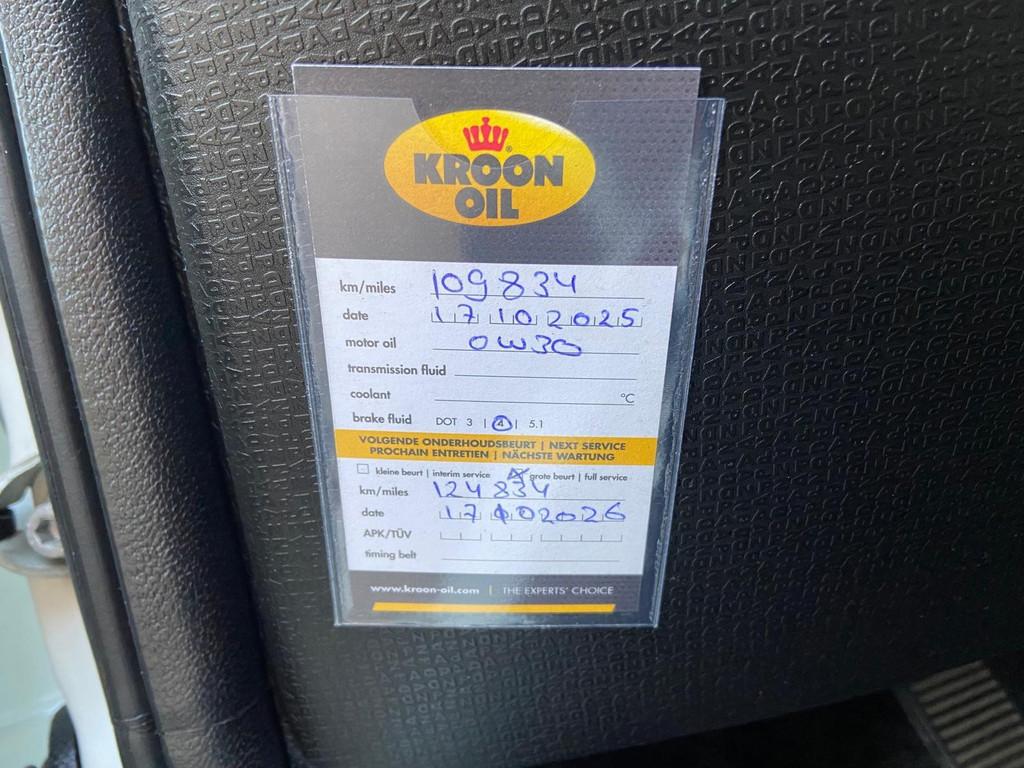 KROON
OIL
km/miles 109834
date 17 10 2025
motor oil 0W30
transmission fluid
coantant °C
brake fluid DOT 3 | 4 | 5.1
VOLGENDE ONDERHOUDSBEURT | NEXT SERVICE
PROCHAIN ENTRETIEN | NÄCHSTE WARTUNG
kleine beurt | interim service grote beurt | full service
km/miles 124834
date 17 10 2026
APK/TÜV
timing belt
www.kroon-oil.com | THE EXPERTS' CHOICE